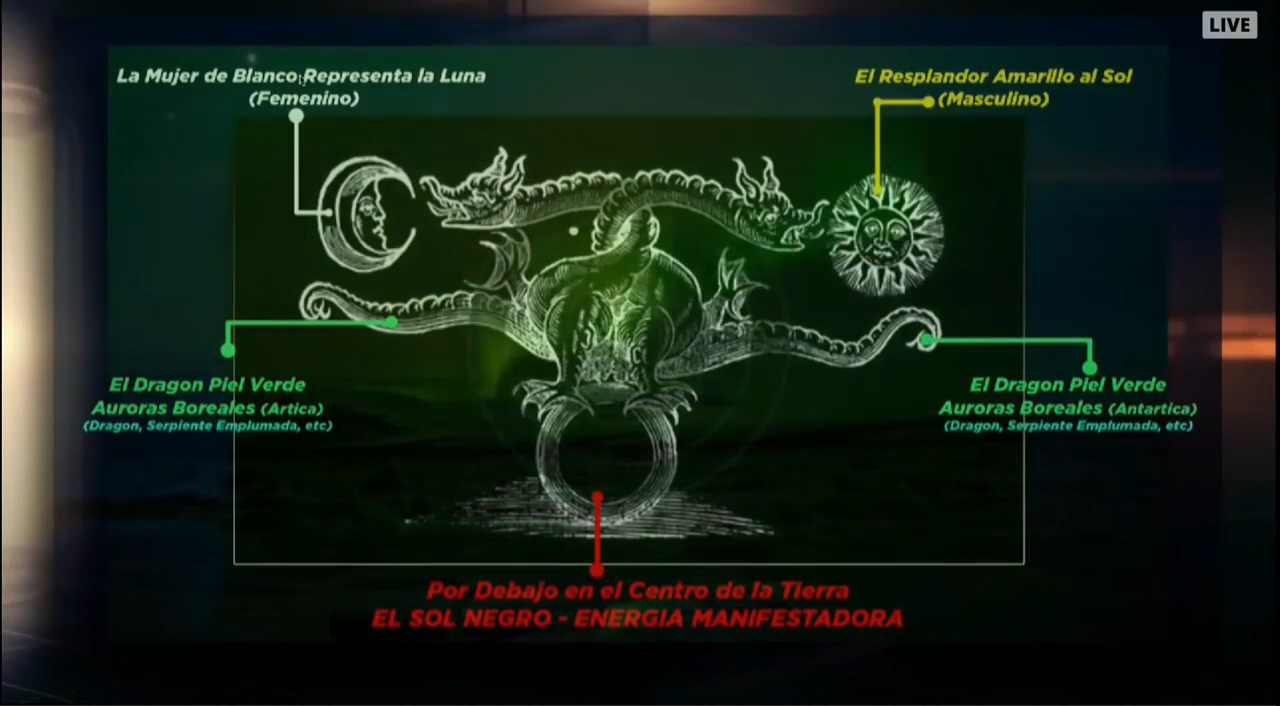 LIVE
La Mujer de Blanco Representa la Luna
(Femenino)
El Resplandor Amarillo al Sol
(Masculino)
El Dragon Piel Verde
Auroras Boreales (Artica)
(Dragon, Serpiente Emplumada, etc)
El Dragon Piel Verde
Auroras Boreales (Antartica)
(Dragon, Serpiente Emplumada, etc)
Por Debajo en el Centro de la Tierra
EL SOL NEGRO - ENERGIA MANIFESTADORA